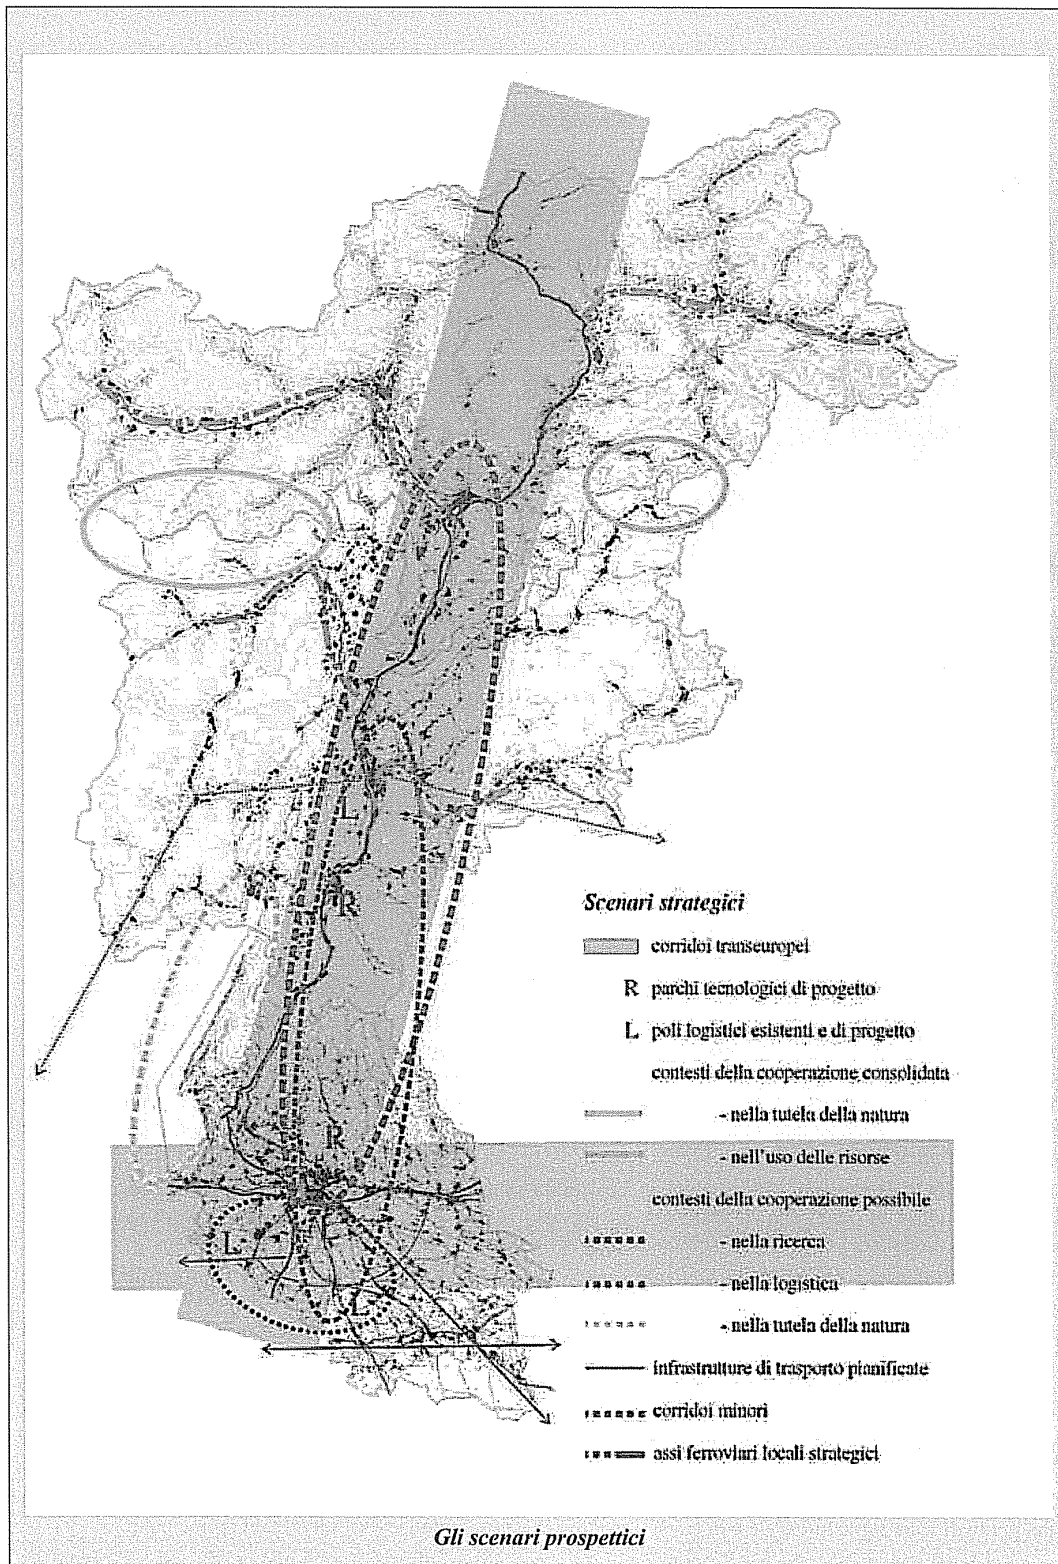 L
R
R
L
L
Scenari strategici
corridoi transeuropei
R parchi tecnologici di progetto
L poli logistici esistenti e di progetto
contesti della cooperazione consolidata
- nella tutela della natura
- nell'uso delle risorse
contesti della cooperazione possibile
- nella ricerca
- nella logistica
- nella tutela della natura
infrastrutture di trasporto pianificate
corridoi minori
assi ferroviari locali strategici
Gli scenari prospettici